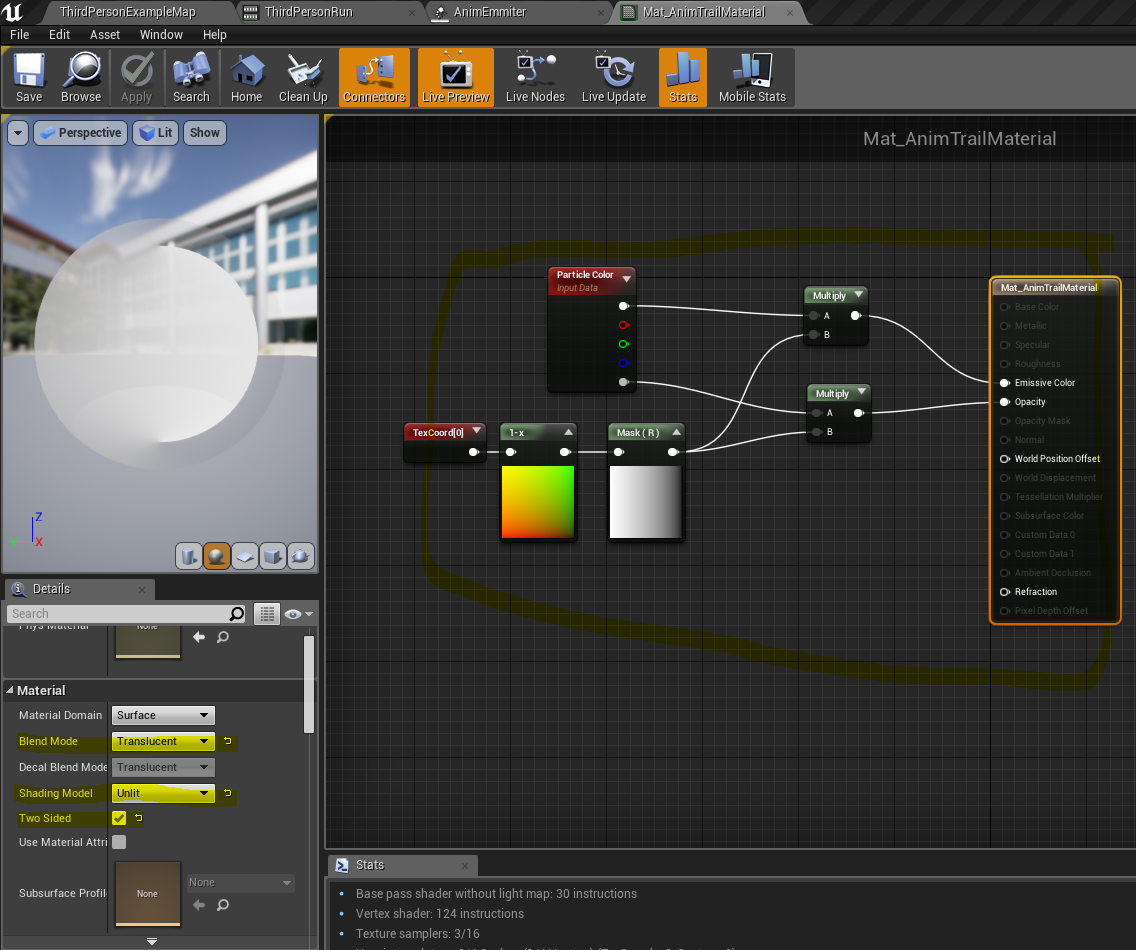 ThirdPersonExampleMap
ThirdPersonRun
AnimEmmiter
Mat_AnimTrailMaterial
File Edit Asset Window Help
Save Browse Apply Search Home Clean Up Connectors Live Preview Live Nodes Live Update Stats Mobile Stats
Perspective Lit Show
Z
X
Mat_AnimTrailMaterial
Particle Color
Input Data
Multiply
A
B
Multiply
A
B
TexCoord[0]
1-x
Mask ( R )
Mat_AnimTrailMaterial
Base Color
Metallic
Specular
Roughness
Emissive Color
Opacity
Opacity Mask
Normal
World Position Offset
World Displacement
Tessellation Multiplier
Subsurface Color
Custom Data 0
Custom Data 1
Ambient Occlusion
Refraction
Pixel Depth Offset
Details
Search
None
Material
Material Domain Surface
Blend Mode Translucent
Decal Blend Mode Translucent
Shading Model Unlit
Two Sided
Use Material Attri
Subsurface Profil None None
Stats
Base pass shader without light map: 30 instructions
Vertex shader: 124 instructions
Texture samplers: 3/16